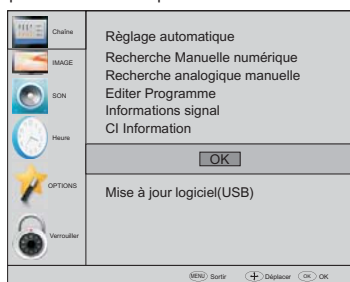 Chaîne
IMAGE
SON
Heure
OPTIONS
Verrouiller
Règlage automatique
Recherche Manuelle numérique
Recherche analogique manuelle
Editer Programme
Informations signal
CI Information
OK
Mise à jour logiciel(USB)
MENU Sortir Déplacer OK OK